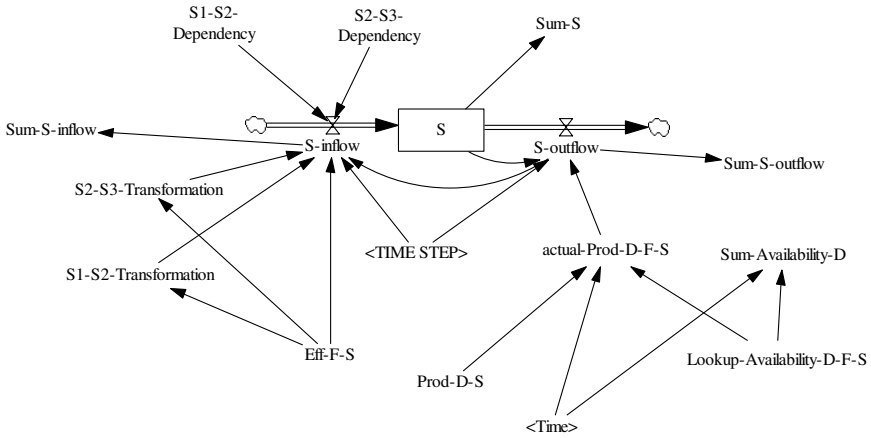 S1-S2-
Dependency
S2-S3-
Dependency
Sum-S
Sum-S-inflow
S
S-inflow
S-outflow
Sum-S-outflow
S2-S3-Transformation
<TIME STEP>
actual-Prod-D-F-S
Sum-Availability-D
S1-S2-Transformation
Eff-F-S
Prod-D-S
Lookup-Availability-D-F-S
<Time>